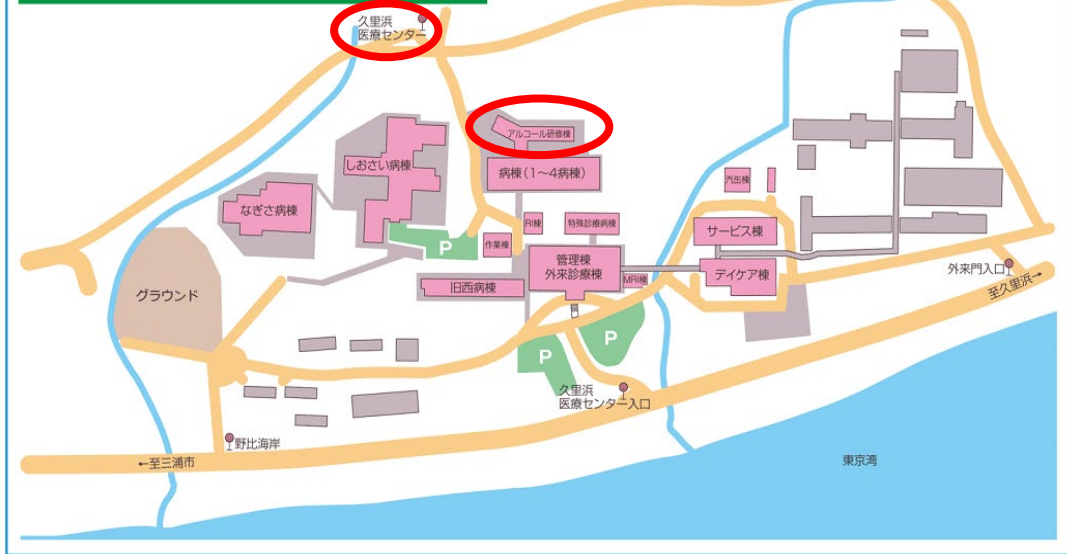 久里浜
医療センター
アルコール研修棟
しおさい病棟
病棟(1〜4病棟)
汽缶棟
なぎさ病棟
RI棟
特殊診療病棟
サービス棟
P
作業棟
管理棟
外来診療棟
外来門入口
デイケア棟
MRI棟
旧西病棟
グラウンド
至久里浜→
P
P
久里浜
医療センター入口
野比海岸
←至三浦市
東京湾